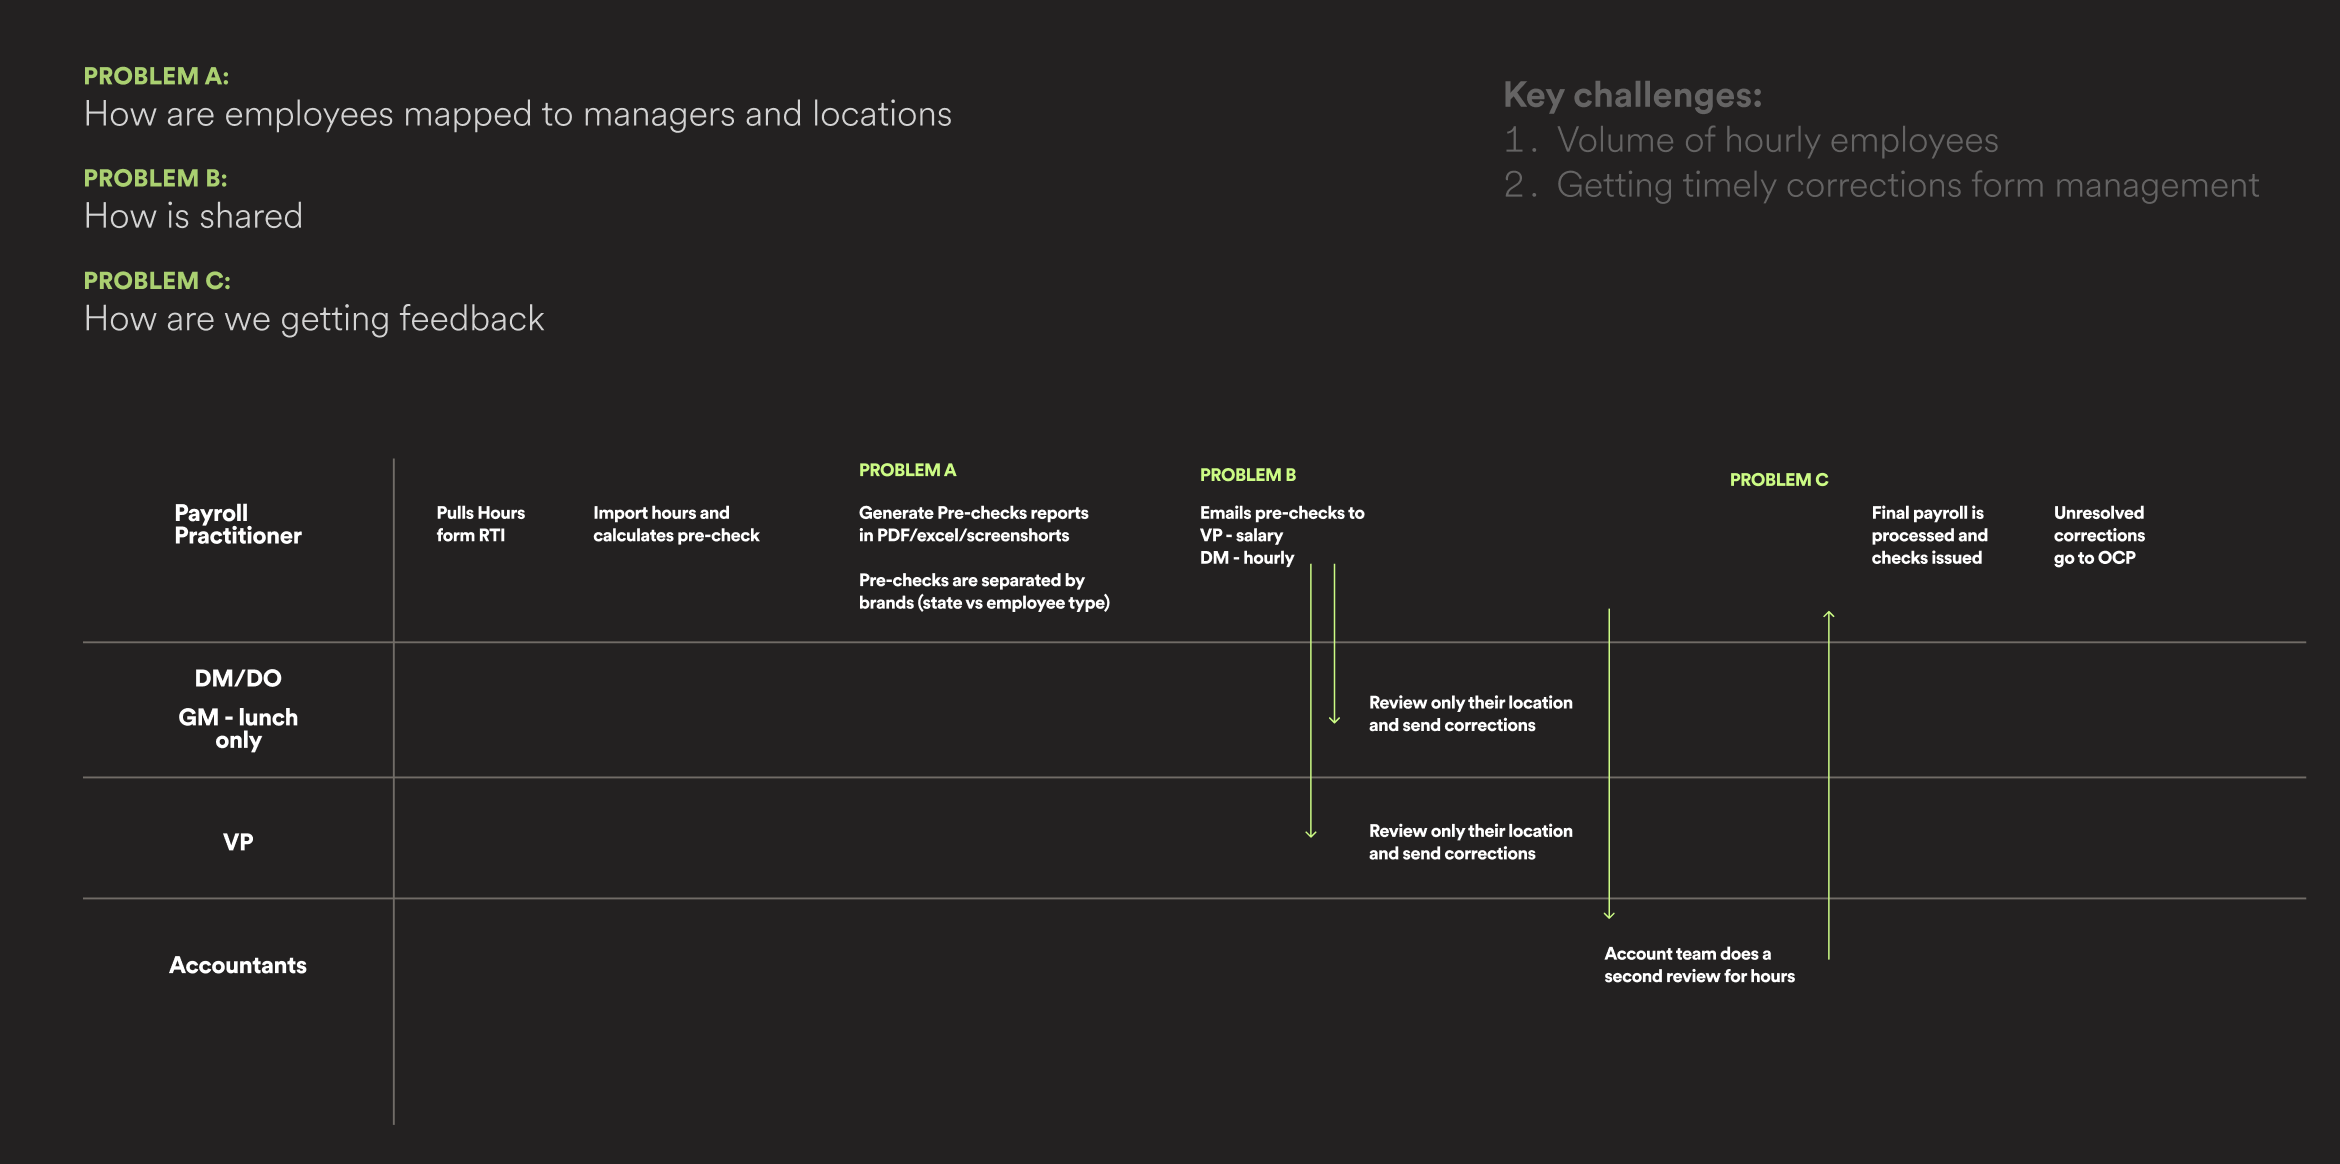 PROBLEM A:
How are employees mapped to managers and locations
PROBLEM B:
How is shared
PROBLEM C:
How are we getting feedback
Key challenges:
1. Volume of hourly employees
2. Getting timely corrections form management
PROBLEM A
PROBLEM B
PROBLEM C
Payroll
Practitioner
Pulls Hours
form RTI
Import hours and
calculates pre-check
Generate Pre-checks reports
in PDF/excel/screenshorts
Pre-checks are separated by
brands (state vs employee type)
Emails pre-checks to
VP - salary
DM - hourly
Final payroll is
processed and
checks issued
Unresolved
corrections
go to OCP
DM/DO
GM - lunch
only
Review only their location
and send corrections
VP
Review only their location
and send corrections
Accountants
Account team does a
second review for hours